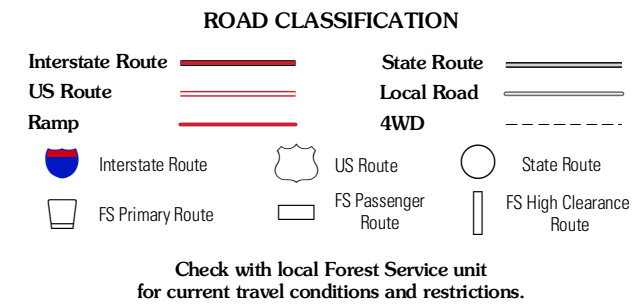 ROAD CLASSIFICATION
Interstate Route
State Route
US Route
Local Road
Ramp
4WD
Interstate Route
US Route
State Route
FS Primary Route
FS Passenger
Route
FS High Clearance
Route
Check with local Forest Service unit
for current travel conditions and restrictions.